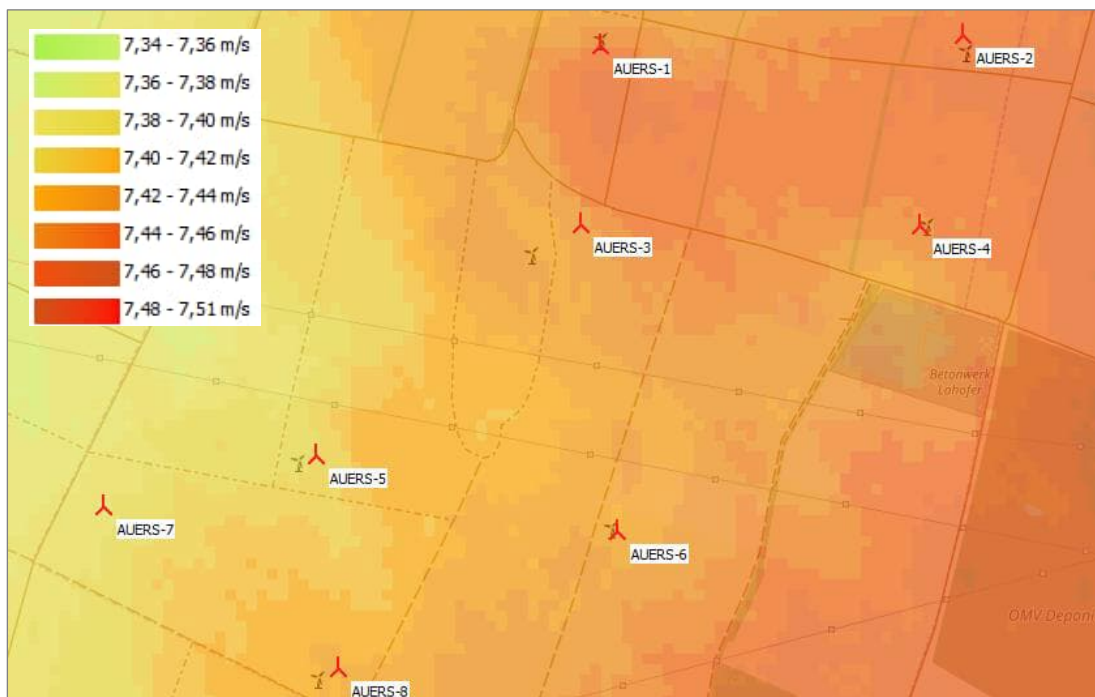 7,34 - 7,36 m/s
7,36 - 7,38 m/s
7,38 - 7,40 m/s
7,40 - 7,42 m/s
7,42 - 7,44 m/s
7,44 - 7,46 m/s
7,46 - 7,48 m/s
7,48 - 7,51 m/s
AUERS-1
AUERS-2
AUERS-3
AUERS-4
Betonwerk
Lahofer
AUERS-5
AUERS-7
AUERS-6
OMV-Deponi
AUERS-8